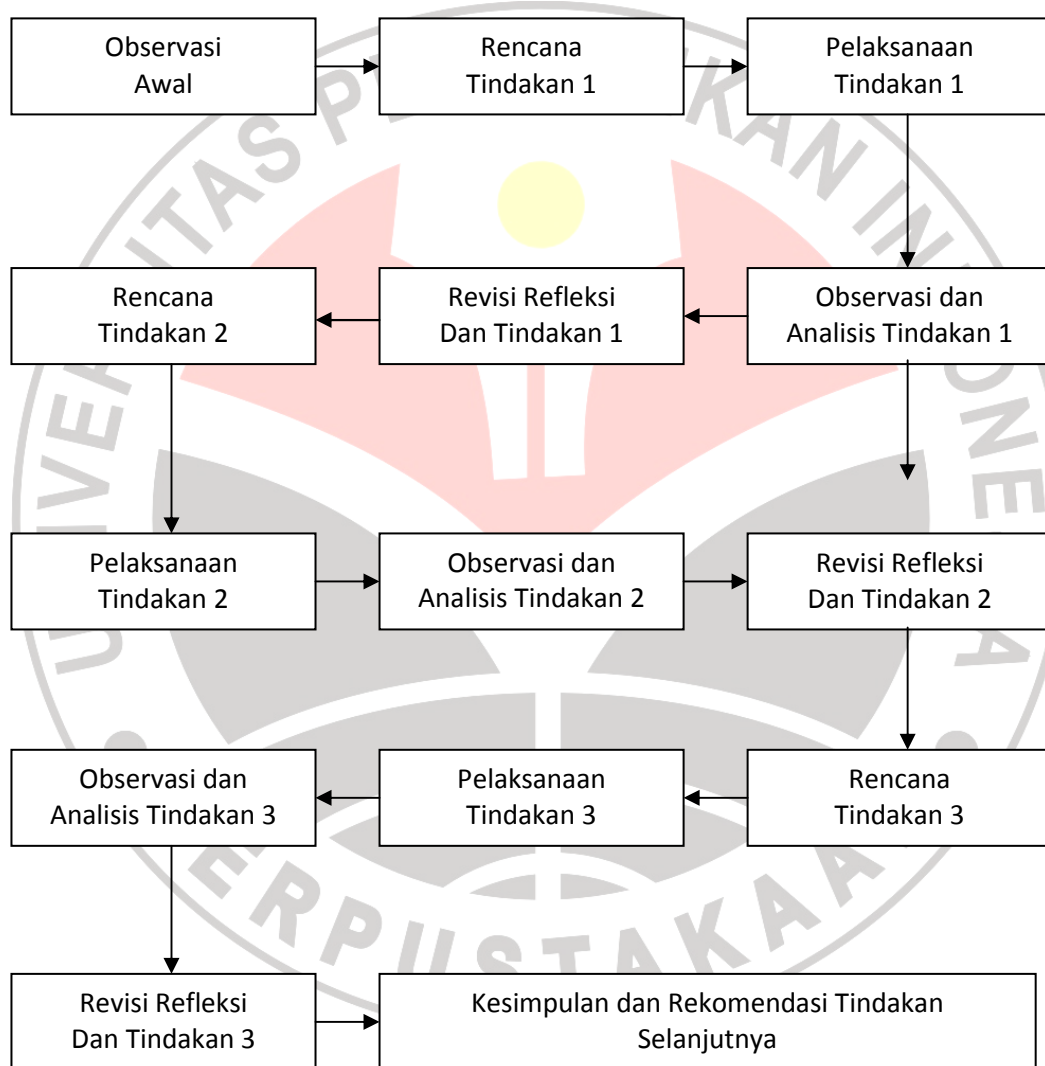 Observasi
Awal
Rencana
Tindakan 1
Pelaksanaan
Tindakan 1
Rencana
Tindakan 2
Revisi Refleksi
Dan Tindakan 1
Observasi dan
Analisis Tindakan 1
Pelaksanaan
Tindakan 2
Observasi dan
Analisis Tindakan 2
Revisi Refleksi
Dan Tindakan 2
Observasi dan
Analisis Tindakan 3
Pelaksanaan
Tindakan 3
Rencana
Tindakan 3
Revisi Refleksi
Dan Tindakan 3
Kesimpulan dan Rekomendasi Tindakan
Selanjutnya